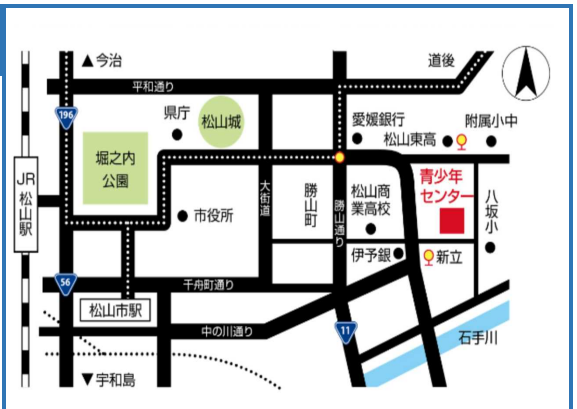 ▲今治
道後
平和通り
196
県庁
松山城
愛媛銀行
附属小中
松山東高
堀之内
公園
JR
松山駅
青少年
センター
大街道
勝山町
勝山通り
松山商
業高校
八坂小
市役所
伊予銀
新立
56
千舟町通り
松山市駅
中の川通り
11
石手川
▼宇和島